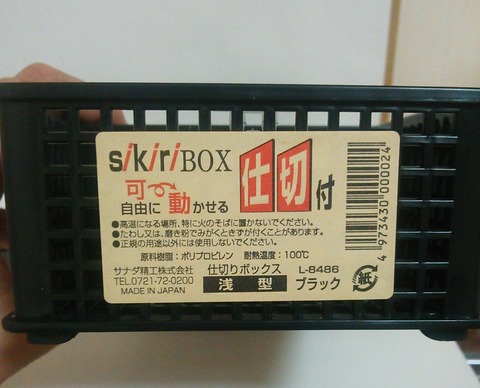 sikiriBOX
仕切付
可動
自由に動かせる
●高温になる場所、特に火のそばに置かないでください。
●たわし又は、磨き粉でみがくときずが付くことがあります。
●正規の用途以外には使用しないでください。
原料樹脂:ポリプロピレン 耐熱温度:100℃
サナダ精工株式会社 仕切りボックス L-8486
TEL.0721-72-0200 浅型 ブラック
MADE IN JAPAN
紙
4 973430 000024